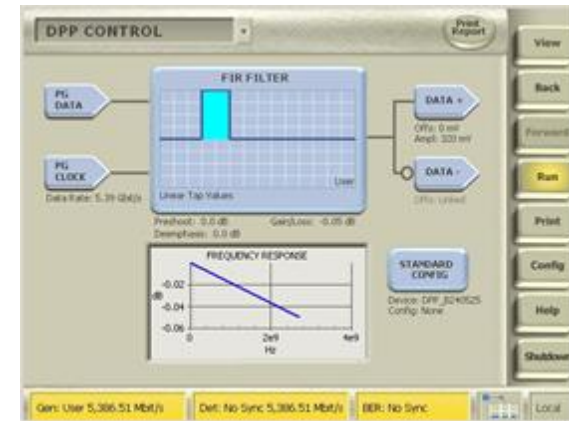 DPP CONTROL
Print Report
View
Back
Forward
Run
Print
Config
Help
Shutdown
PG DATA
PG CLOCK
Data Rate: 5.39 Gbit/s
FIR FILTER
User
Linear Tap Values
Preshoot: 0.0 dB
Gain/Loss: -0.05 dB
Deemphasis: 0.0 dB
DATA +
Offs: 0 mV
Ampl: 320 mV
DATA -
Offs: Linked
FREQUENCY RESPONSE
dB
-0.02
-0.04
-0.06
0
2e9
4e9
Hz
STANDARD CONFIG
Config: None
Gen: User 5,386.51 Mbit/s
Det: No Sync 5,386.51 Mbit/s
BER: No Sync
Local